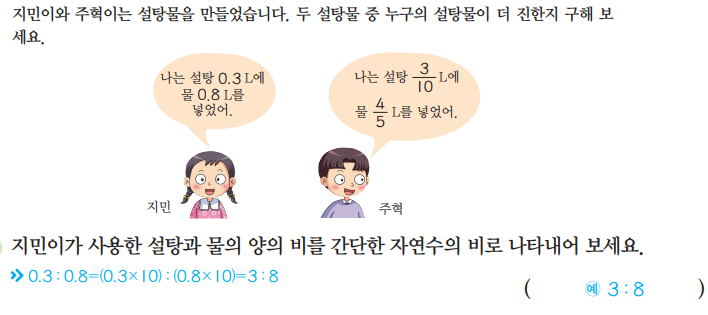 지민이와 주혁이는 설탕물을 만들었습니다. 두 설탕물 중 누구의 설탕물이 더 진한지 구해 보
세요.
나는 설탕 0.3 L에
물 0.8 L를
넣었어.
나는 설탕 3/10 L에
물 4/5 L를 넣었어.
지민
주혁
지민이가 사용한 설탕과 물의 양의 비를 간단한 자연수의 비로 나타내어 보세요.
≫ 0.3 : 0.8=(0.3×10) : (0.8×10)=3 : 8
( 예 3 : 8 )